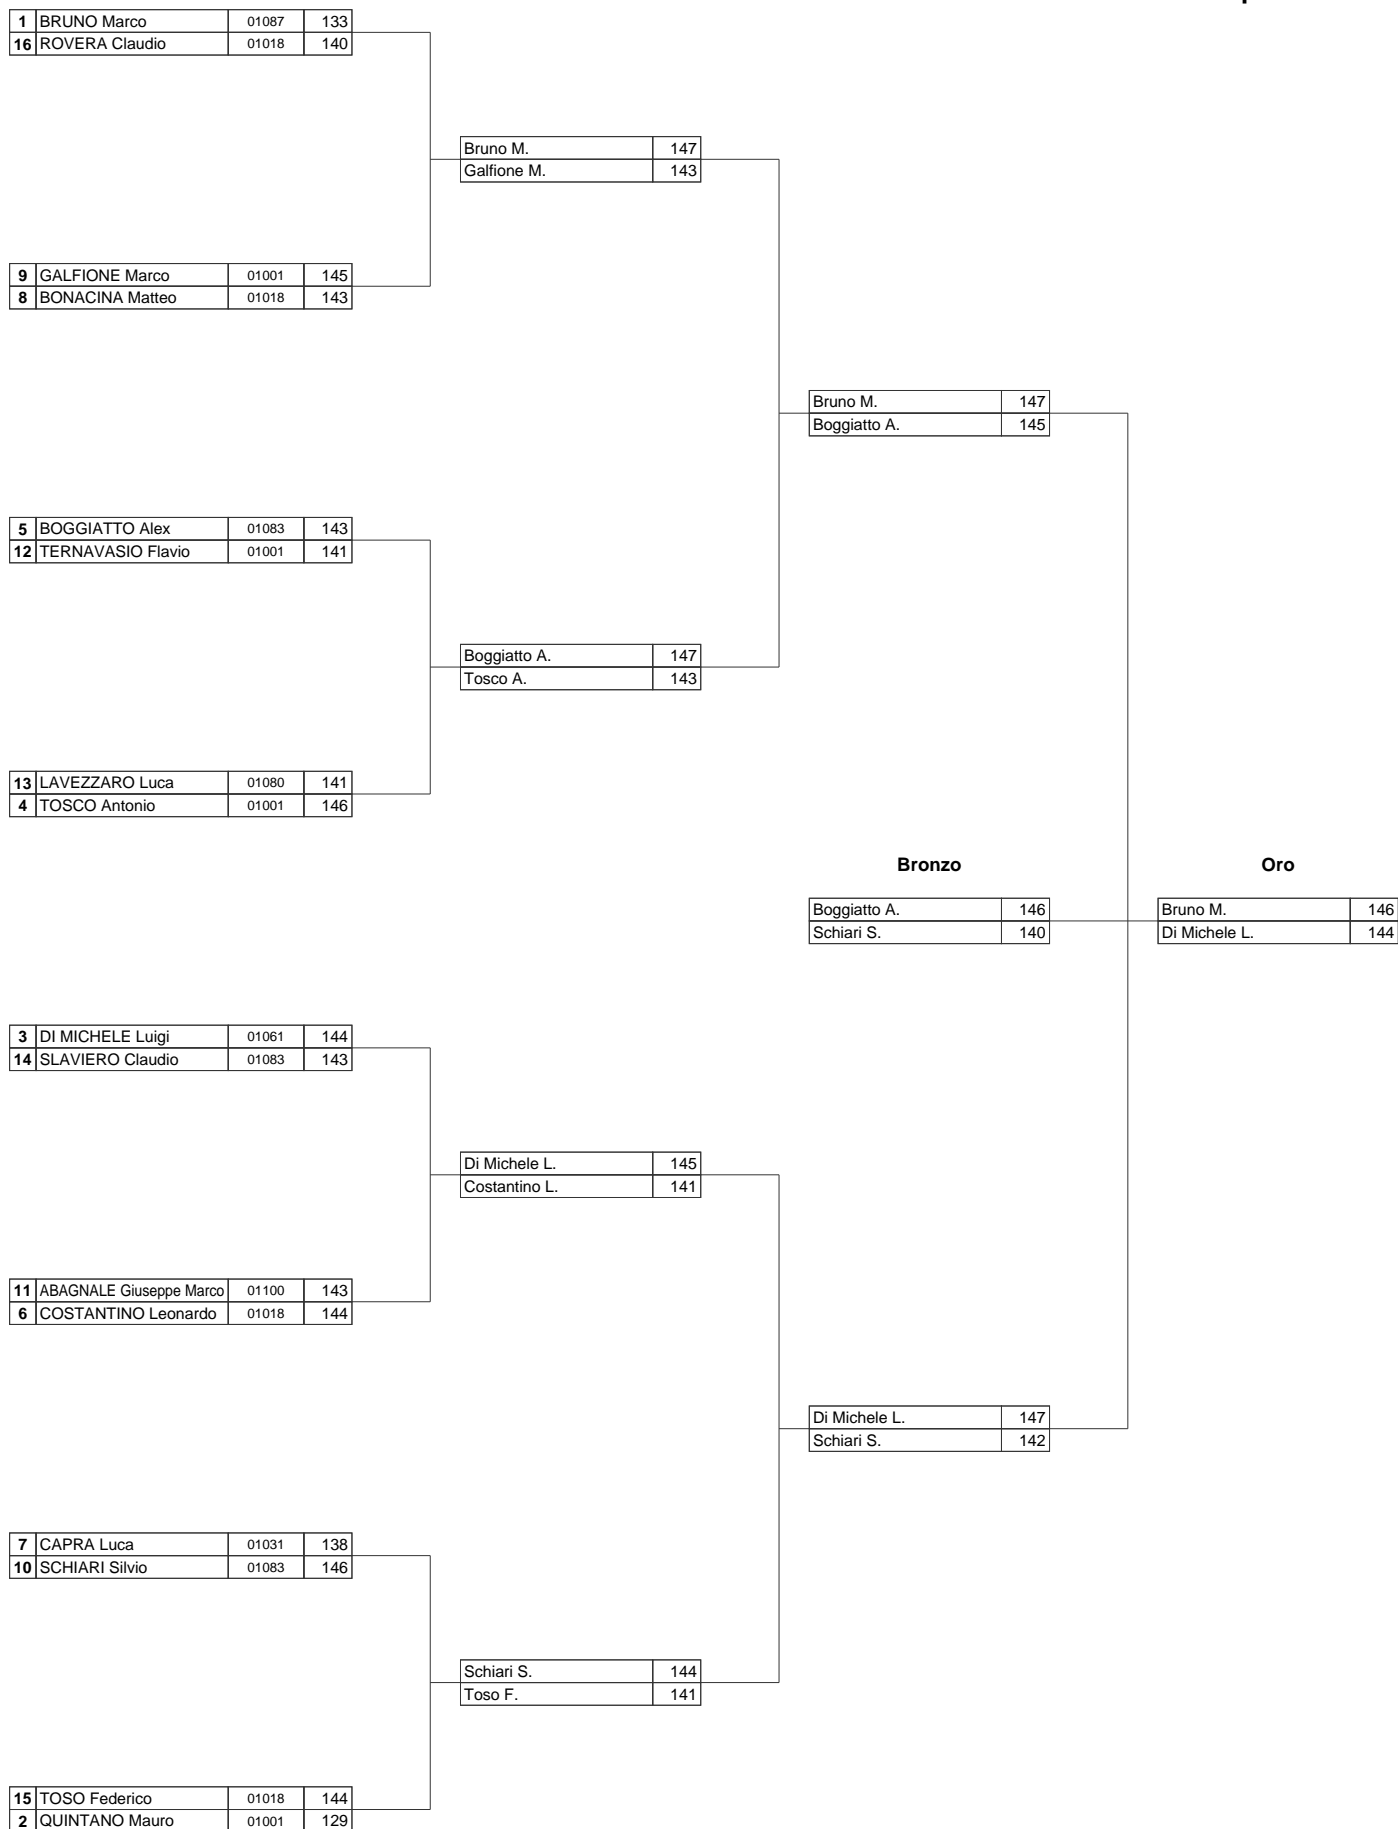 1 BRUNO Marco 01087 133
16 ROVERA Claudio 01018 140
Bruno M. 147
Galfione M. 143
9 GALFIONE Marco 01001 145
8 BONACINA Matteo 01018 143
Bruno M. 147
Boggiatto A. 145
5 BOGGIATTO Alex 01083 143
12 TERNAVASIO Flavio 01001 141
Boggiatto A. 147
Tosco A. 143
13 LAVEZZARO Luca 01080 141
4 TOSCO Antonio 01001 146
Bronzo Oro
Boggiatto A. 146 Bruno M. 146
Schiari S. 140 Di Michele L. 144
3 DI MICHELE Luigi 01061 144
14 SLAVIERO Claudio 01083 143
Di Michele L. 145
Costantino L. 141
11 ABAGNALE Giuseppe Marco 01100 143
6 COSTANTINO Leonardo 01018 144
Di Michele L. 147
Schiari S. 142
7 CAPRA Luca 01031 138
10 SCHIARI Silvio 01083 146
Schiari S. 144
Toso F. 141
15 TOSO Federico 01018 144
2 QUINTANO Mauro 01001 129